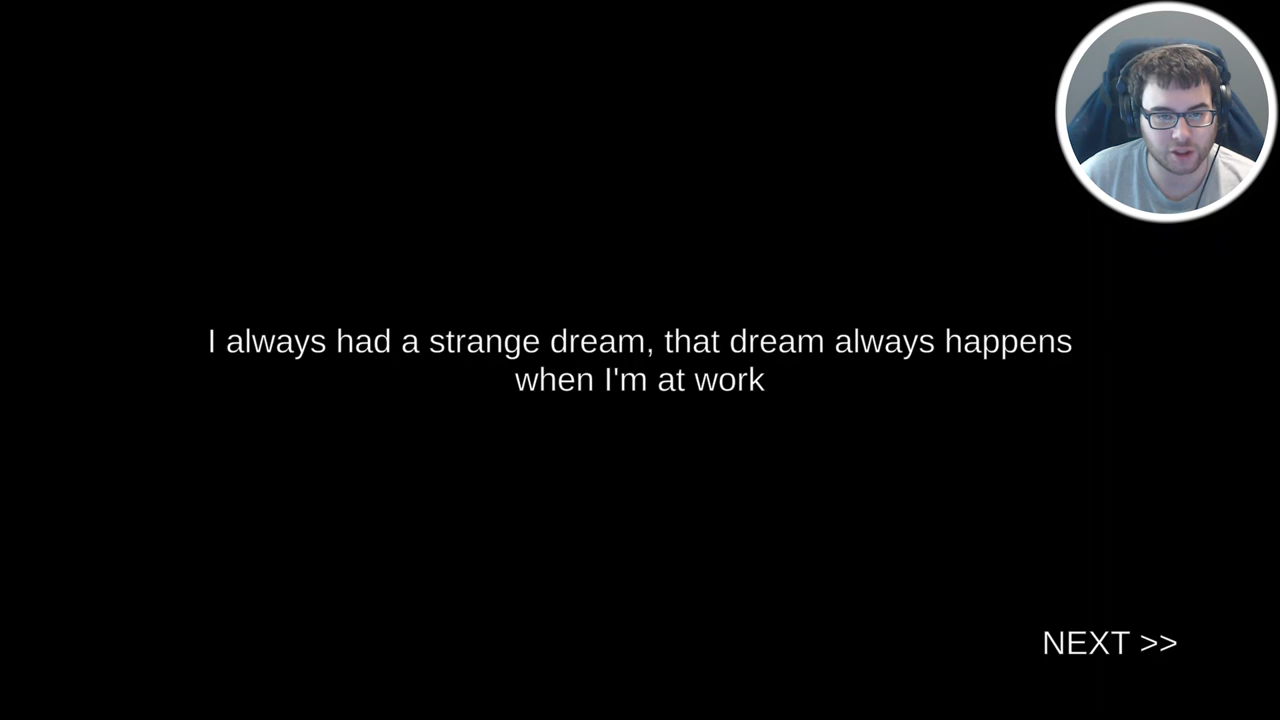 I always had a strange dream, that dream always happens
when I'm at work
NEXT >>